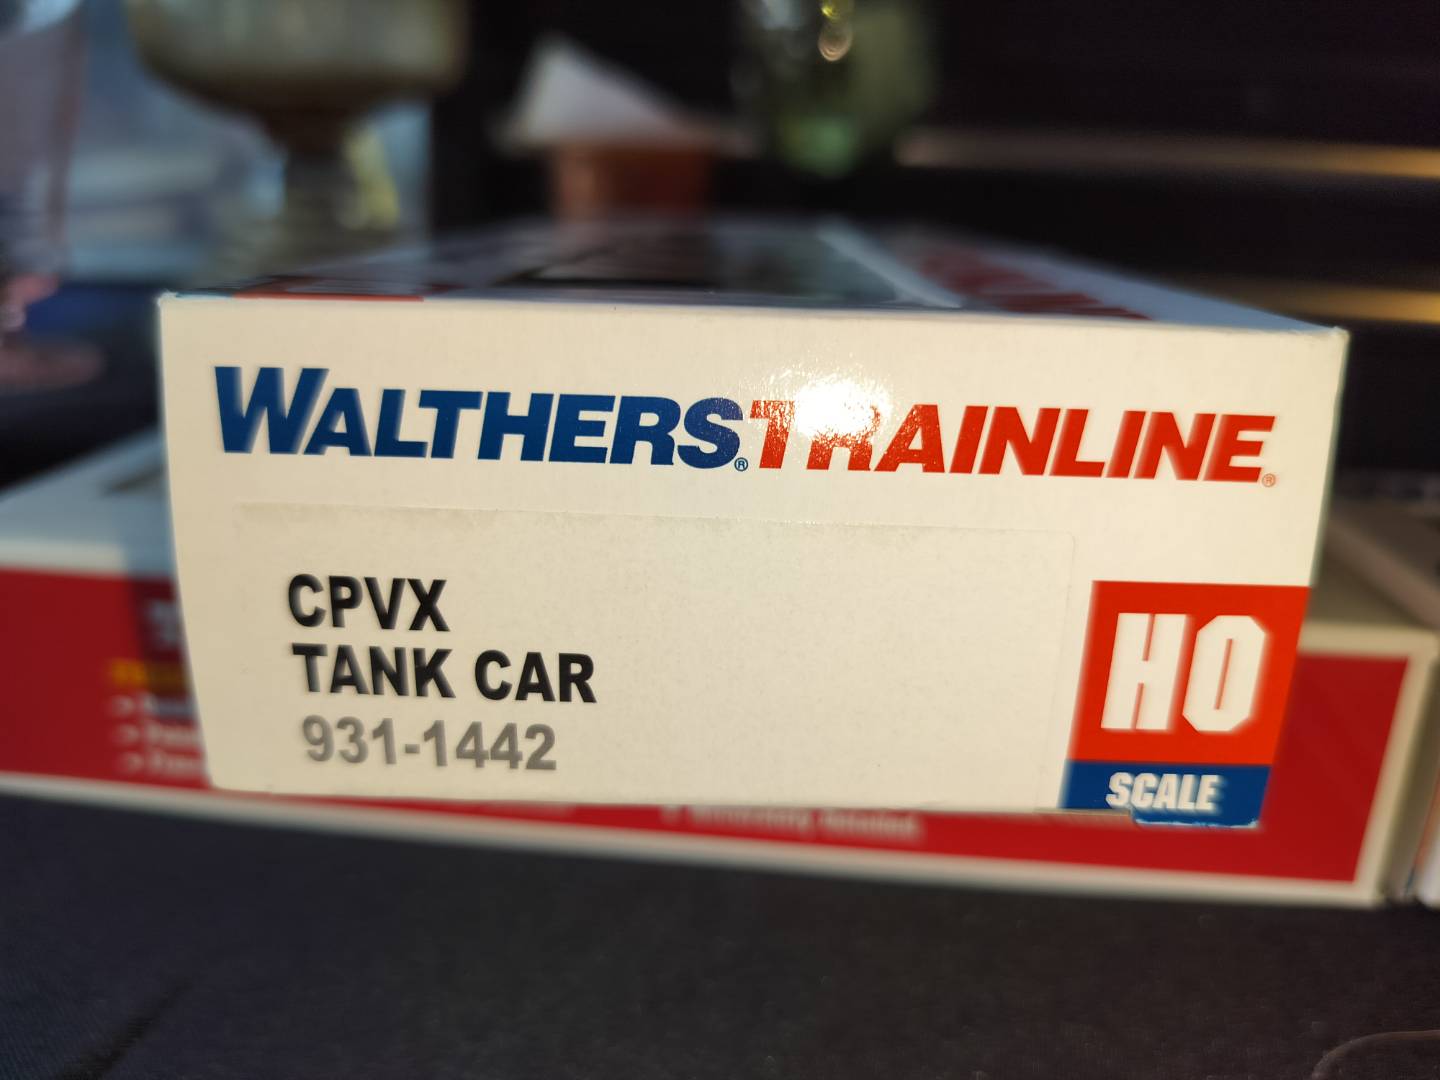 WALTHERS®TRAINLINE®
CPVX
TANK CAR
931-1442
HO
SCALE